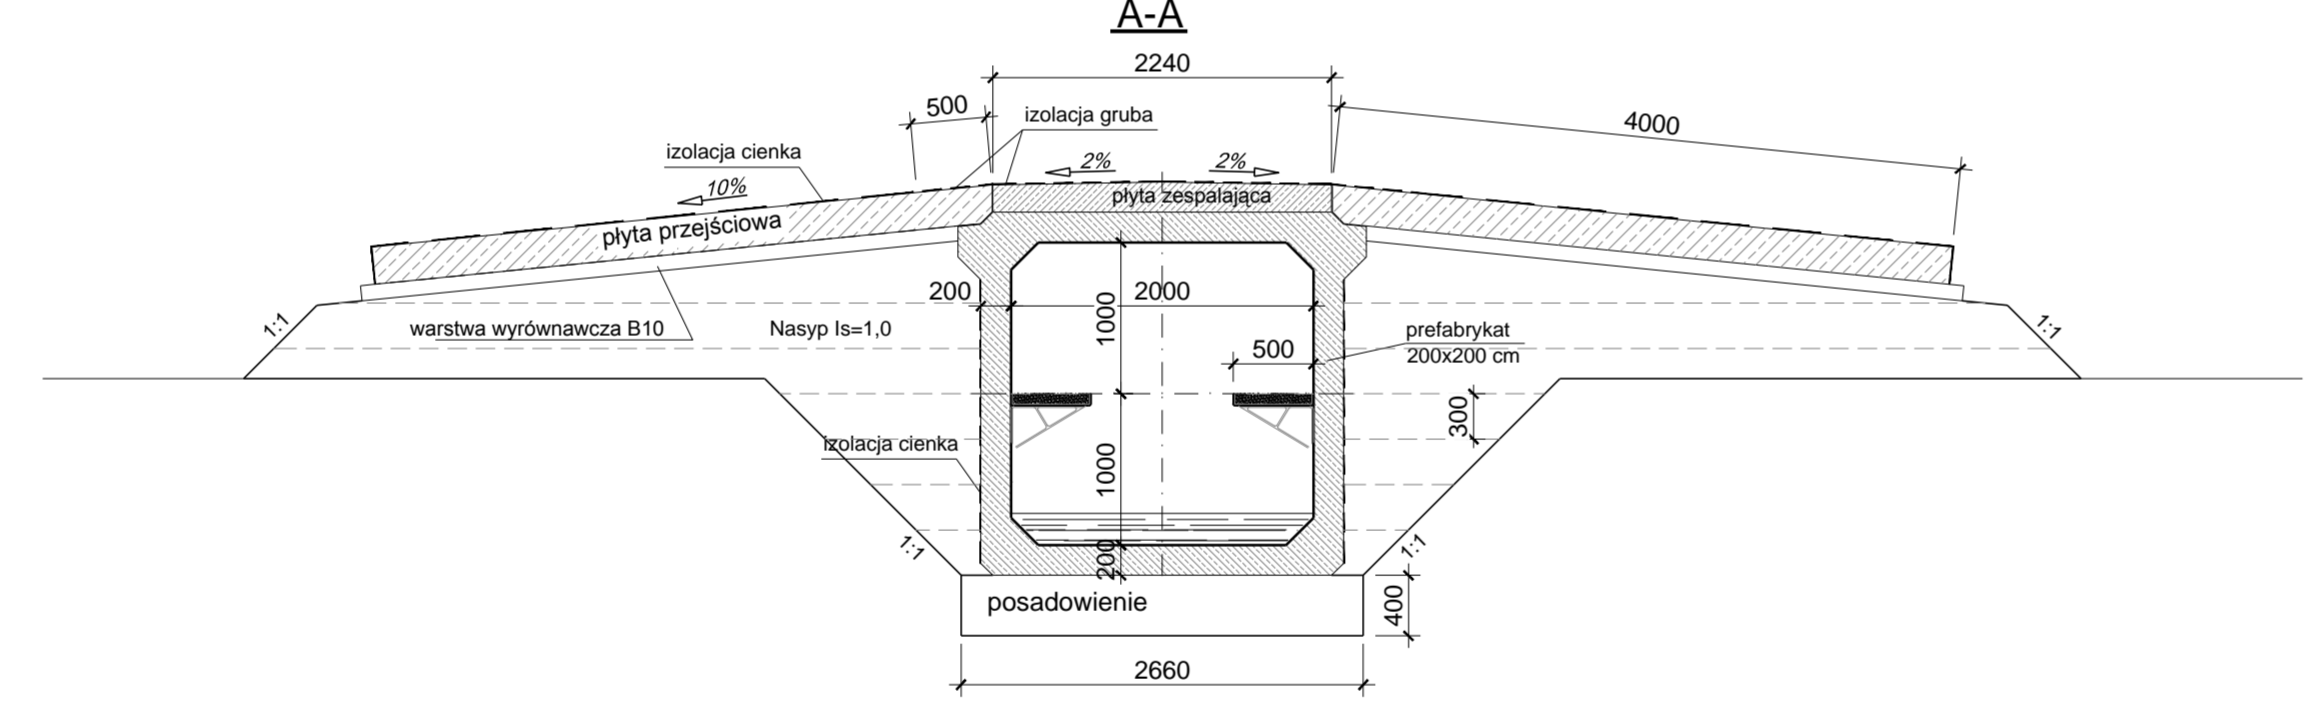 A-A
2240
500
izolacja gruba
4000
izolacja cienka
2%
2%
10%
płyta zespalająca
płyta przejściowa
200
2000
1000
1:1
warstwa wyrównawcza B10
Nasyp Is=1,0
prefabrykat
200x200 cm
1:1
500
300
izolacja cienka
1000
1:1
200
1:1
posadowienie
400
2660